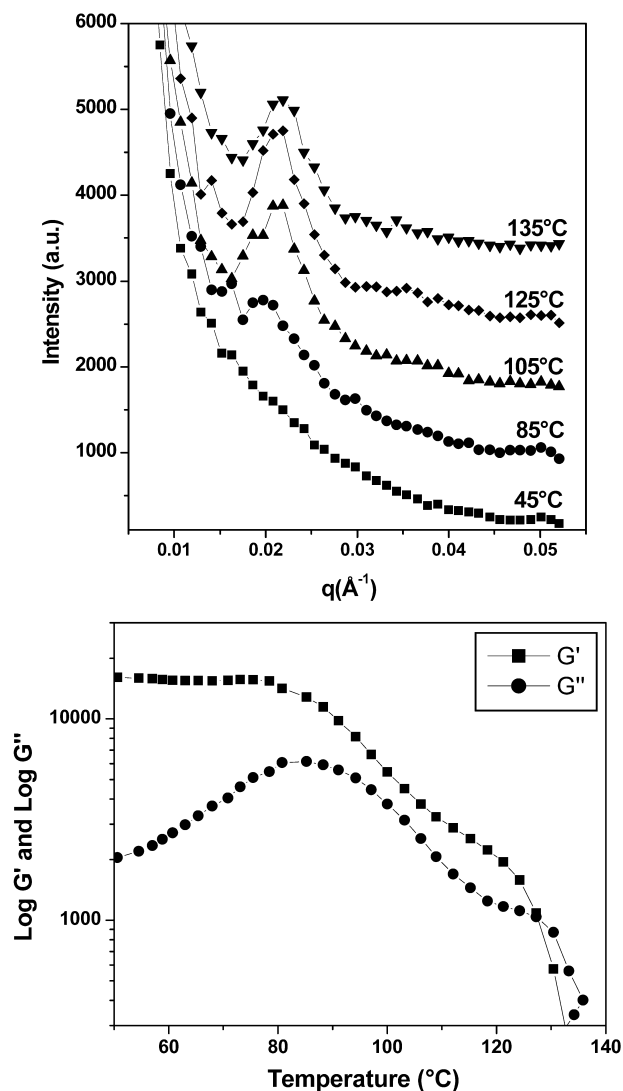 6000
5000
4000
3000
2000
1000
Intensity (a.u.)
135°C
125°C
105°C
85°C
45°C
0.01 0.02 0.03 0.04 0.05
q(Å⁻¹)
G'
G''
10000
1000
Log G' and Log G''
60 80 100 120 140
Temperature (°C)